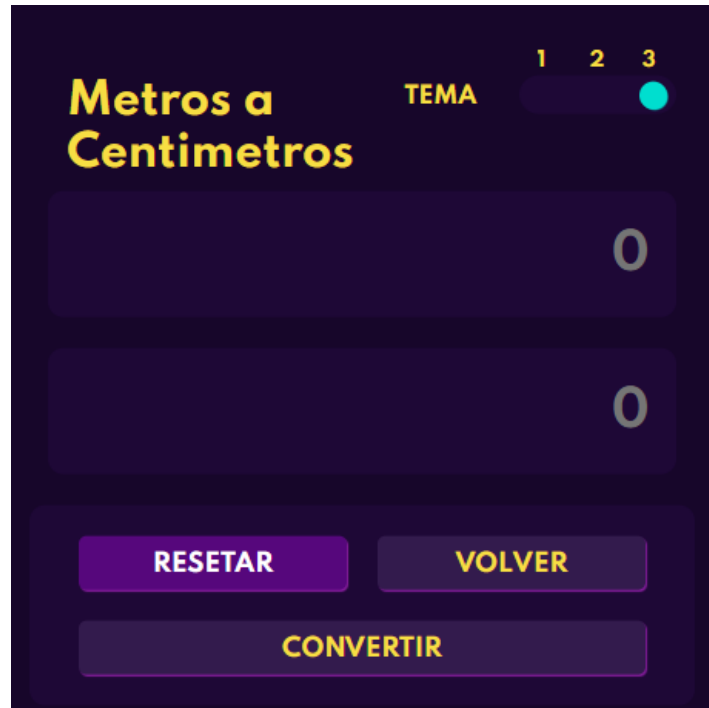 1 2 3
Metros a
TEMA
Centimetros
0
0
RESETAR
VOLVER
CONVERTIR